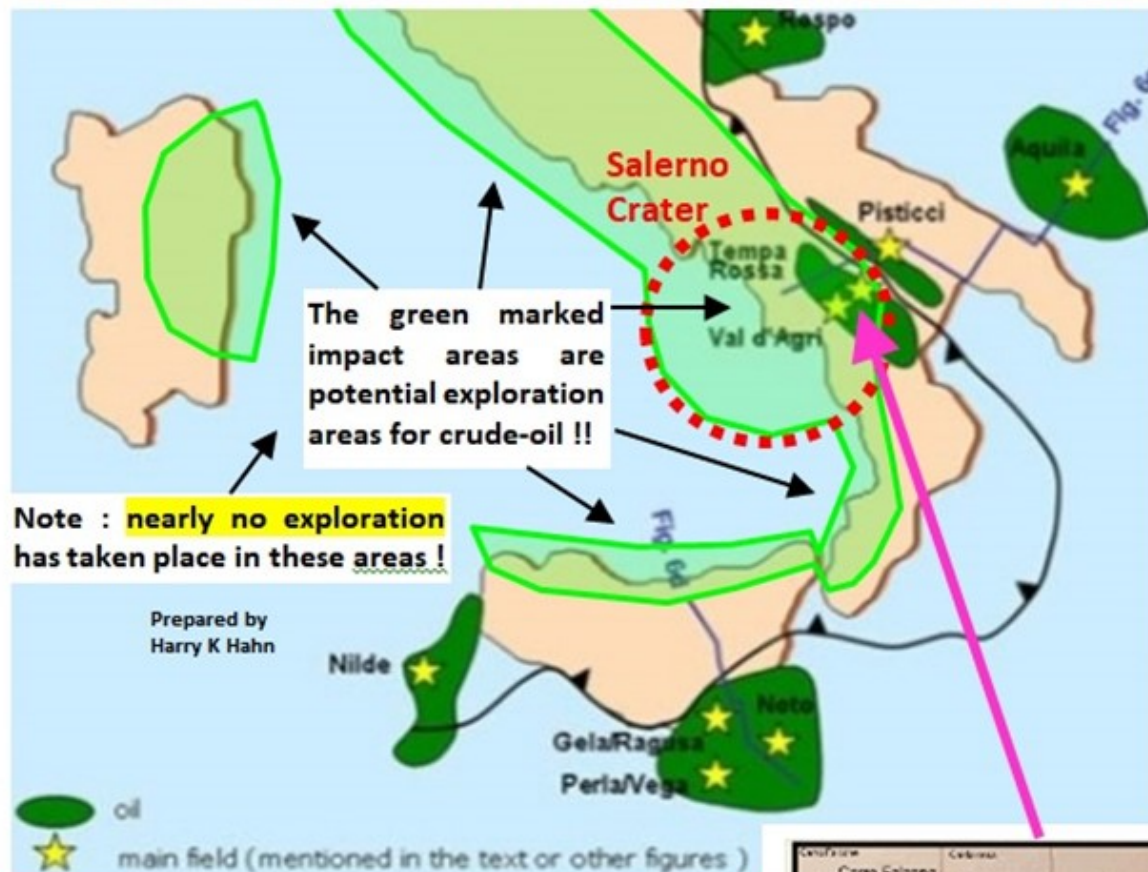 Rospo
Aquila
Fig. 6
Salerno
Crater
Pisticci
Tempa
Rossa
Val d'Agri
The green marked
impact areas are
potential exploration
areas for crude-oil !!
Note : nearly no exploration
has taken place in these areas !
Prepared by
Harry K Hahn
Fig. 6d
Nilde
Noto
Gela/Ragusa
Perla/Vega
oil
main field (mentioned in the text or other figures )